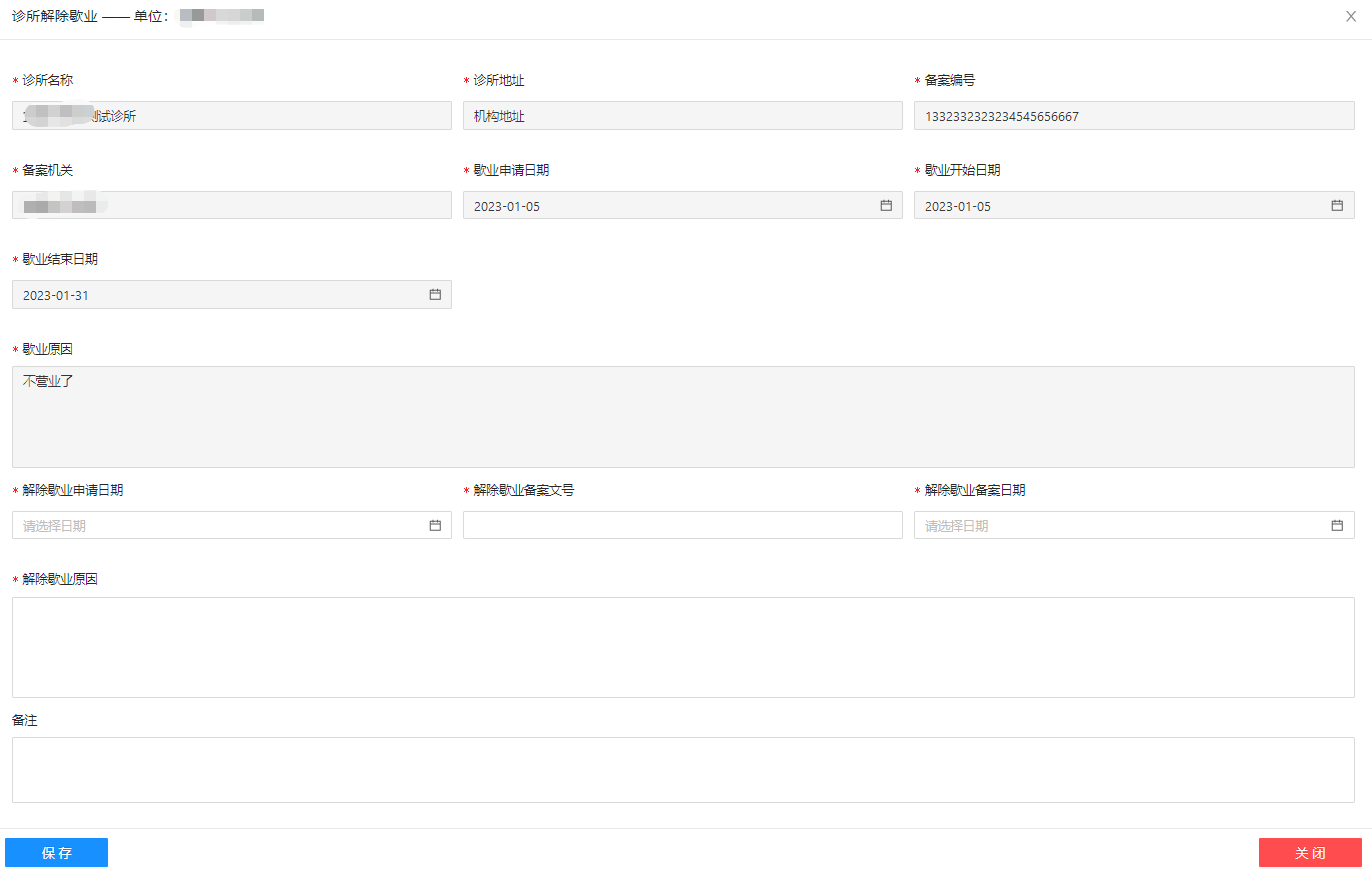 诊所解除歇业 —— 单位：
* 诊所名称
* 诊所地址
* 备案编号
测试诊所
机构地址
1332332323234545656667
* 备案机关
* 歇业申请日期
* 歇业开始日期
2023-01-05
2023-01-05
* 歇业结束日期
2023-01-31
* 歇业原因
不营业了
* 解除歇业申请日期
* 解除歇业备案文号
* 解除歇业备案日期
请选择日期
请选择日期
* 解除歇业原因
备注
保 存
关 闭